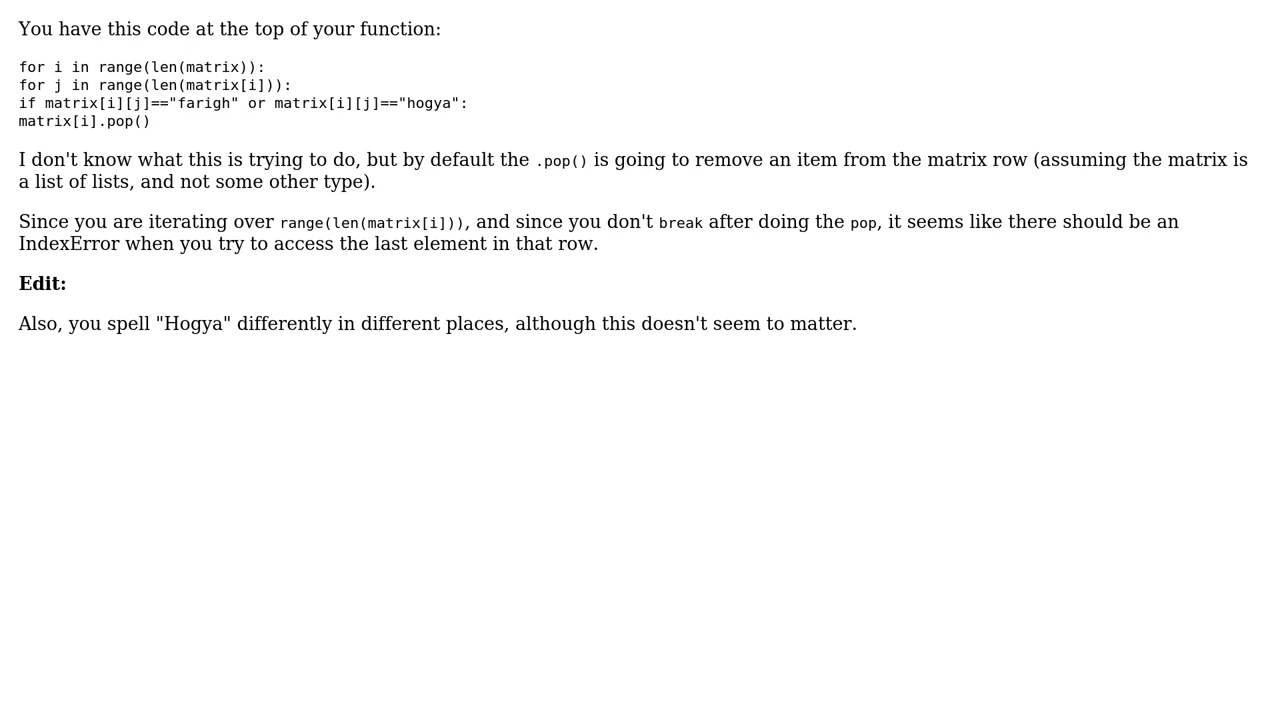 You have this code at the top of your function:
for i in range(len(matrix)):
for j in range(len(matrix[i])):
if matrix[i][j]=="farigh" or matrix[i][j]=="hogya":
matrix[i].pop()
I don't know what this is trying to do, but by default the .pop() is going to remove an item from the matrix row (assuming the matrix is
a list of lists, and not some other type).
Since you are iterating over range(len(matrix[i])), and since you don't break after doing the pop, it seems like there should be an
IndexError when you try to access the last element in that row.
Edit:
Also, you spell "Hogya" differently in different places, although this doesn't seem to matter.